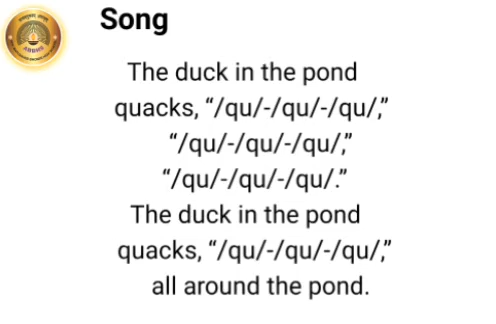 Song
The duck in the pond
quacks, “/qu/-/qu/-/qu/,”
“/qu/-/qu/-/qu/,”
“/qu/-/qu/-/qu/.”
The duck in the pond
quacks, “/qu/-/qu/-/qu/,”
all around the pond.